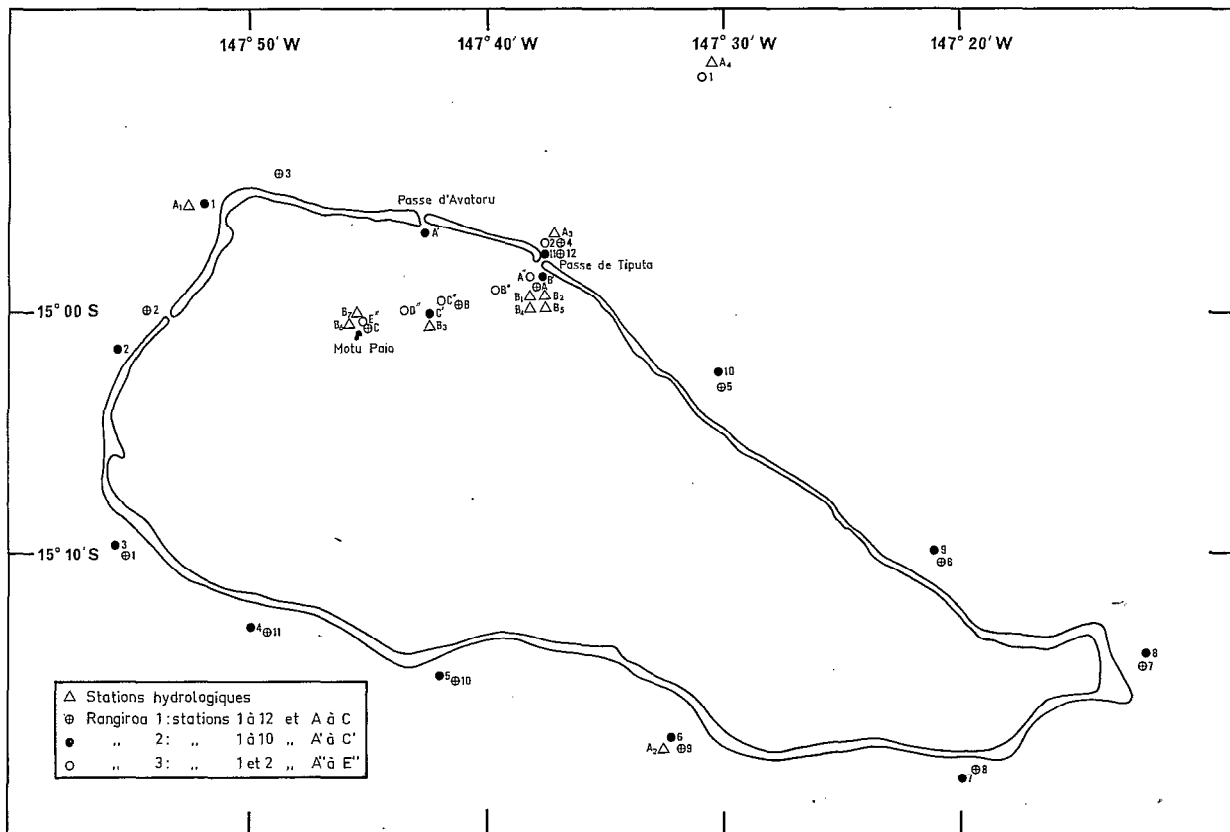 147° 50' W 147° 40' W 147° 30' W 147° 20' W
A₄
1
3
Passe d'Avatoru
A₁ 1
A'
A₃
2 4
11 12
Passe de Tiputa
A" B'
A
B" B₁ B₂
B₄ B₅
C" B
D" C'
B₃
2
15° 00' S
B₇
E"
B₆ C
Motu Paio
2
10
5
3
1
15° 10' S
9
6
4
11
8
7
5
10
6
A₂ 9
8
7
Stations hydrologiques
Rangiroa 1: stations 1 à 12 et A à C
„ 2: „ 1 à 10 „ A' à C'
„ 3: „ 1 et 2 „ A" à E"